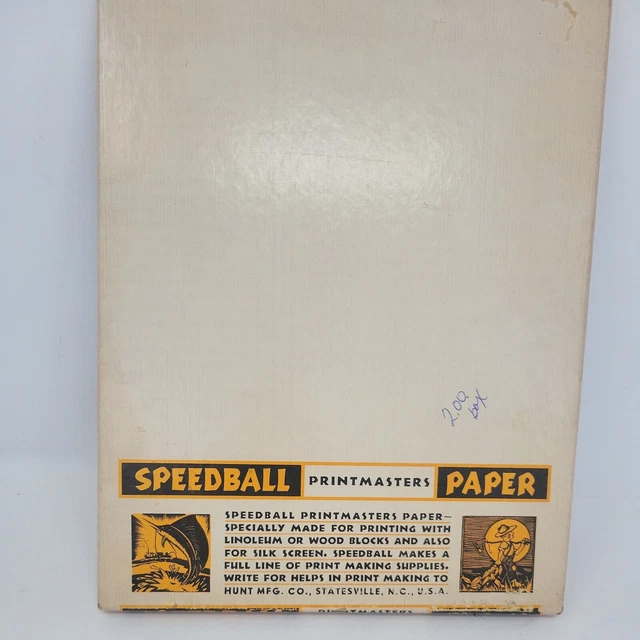 2.00
box
SPEEDBALL PRINTMASTERS PAPER
SPEEDBALL PRINTMASTERS PAPER—
SPECIALLY MADE FOR PRINTING WITH
LINOLEUM OR WOOD BLOCKS AND ALSO
FOR SILK SCREEN. SPEEDBALL MAKES A
FULL LINE OF PRINT MAKING SUPPLIES.
WRITE FOR HELPS IN PRINT MAKING TO
HUNT MFG. CO., STATESVILLE, N.C., U.S.A.
PRINTMASTERS